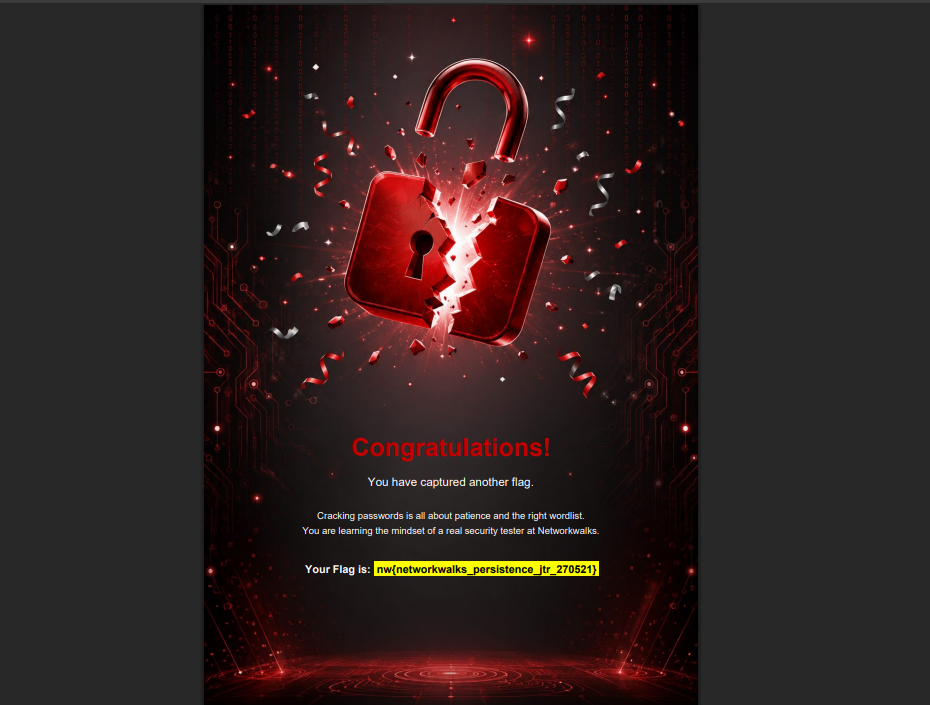 Congratulations!
You have captured another flag.
Cracking passwords is all about patience and the right wordlist.
You are learning the mindset of a real security tester at Networkwalks.
Your Flag is: nw{networkwalks_persistence_jtr_270521}